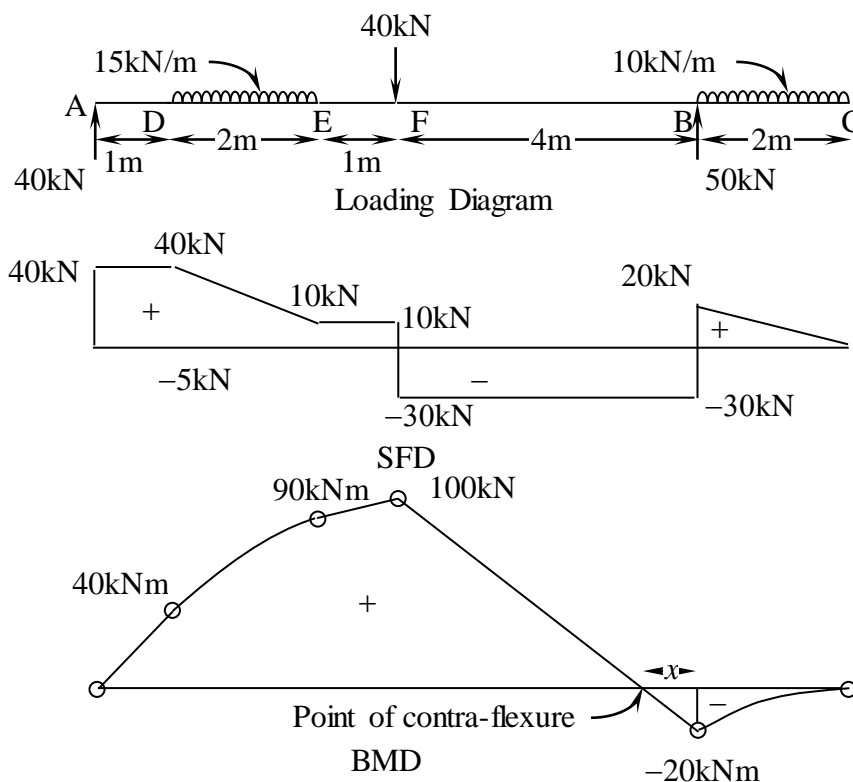 40kN
15kN/m 10kN/m
A D E F B C
1m 2m 1m 4m 2m
40kN 50kN
Loading Diagram
40kN 40kN 10kN 10kN 20kN
+ +
−5kN − −30kN −30kN
SFD
90kNm 100kN
40kNm
+
x
Point of contra-flexure −
BMD −20kNm